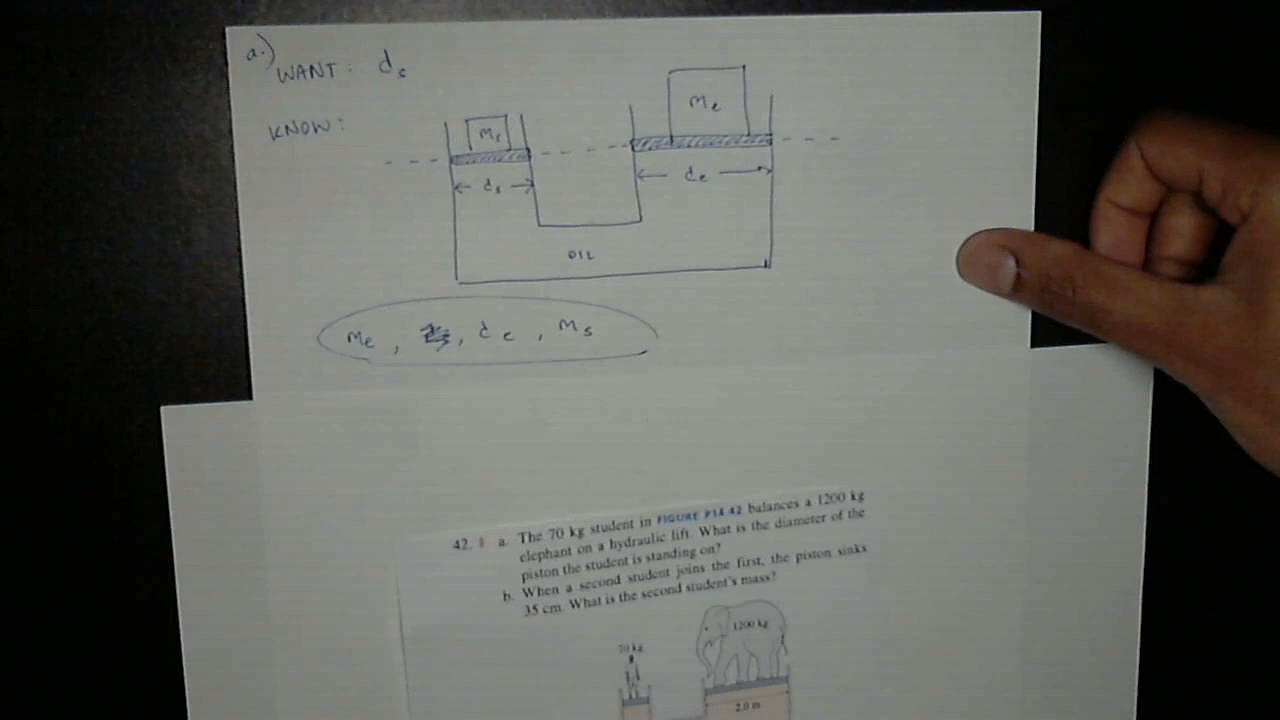 a.)
WANT: ds
KNOW:
ms
me
ds
de
OIL
me, , de, ms
42. a. The 70 kg student in FIGURE P14.42 balances a 1200 kg
elephant on a hydraulic lift. What is the diameter of the
piston the student is standing on?
b. When a second student joins the first, the piston sinks
35 cm. What is the second student's mass?
1200 kg
70 kg
2.0 m